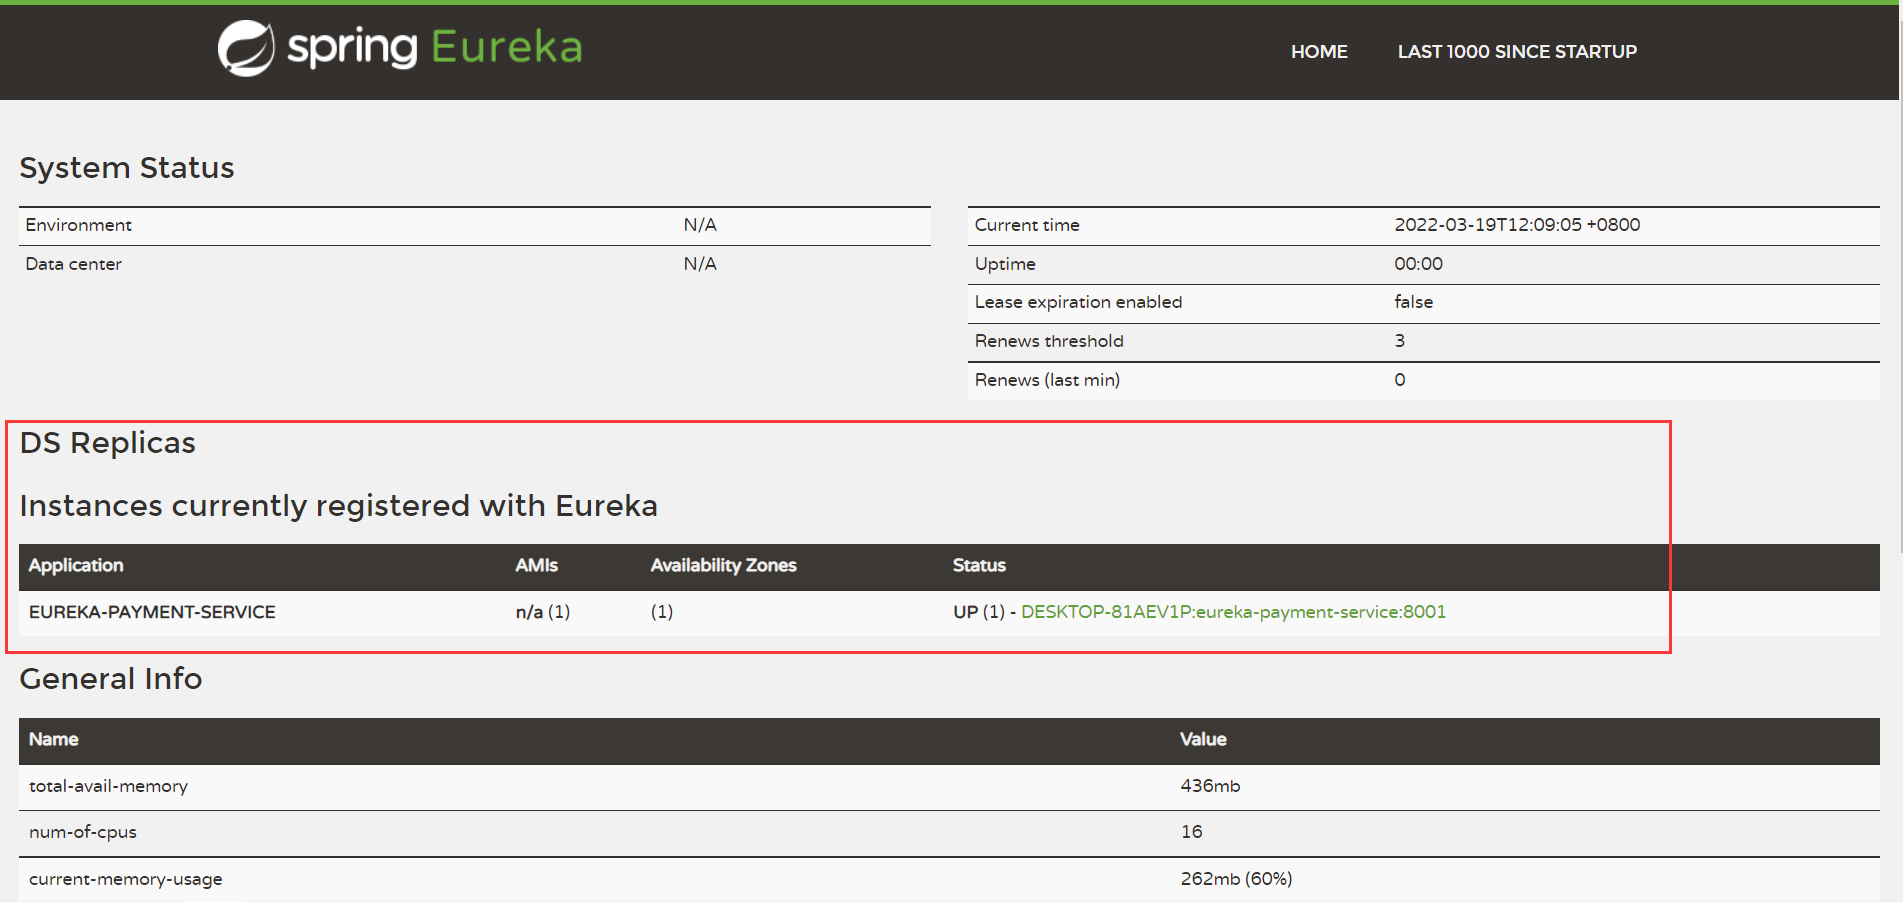 spring Eureka
HOME LAST 1000 SINCE STARTUP
System Status
Environment N/A
Data center N/A
Current time 2022-03-19T12:09:05 +0800
Uptime 00:00
Lease expiration enabled false
Renews threshold 3
Renews (last min) 0
DS Replicas
Instances currently registered with Eureka
Application AMIs Availability Zones Status
EUREKA-PAYMENT-SERVICE n/a (1) (1) UP (1) - DESKTOP-81AEV1P:eureka-payment-service:8001
General Info
Name Value
total-avail-memory 436mb
num-of-cpus 16
current-memory-usage 262mb (60%)